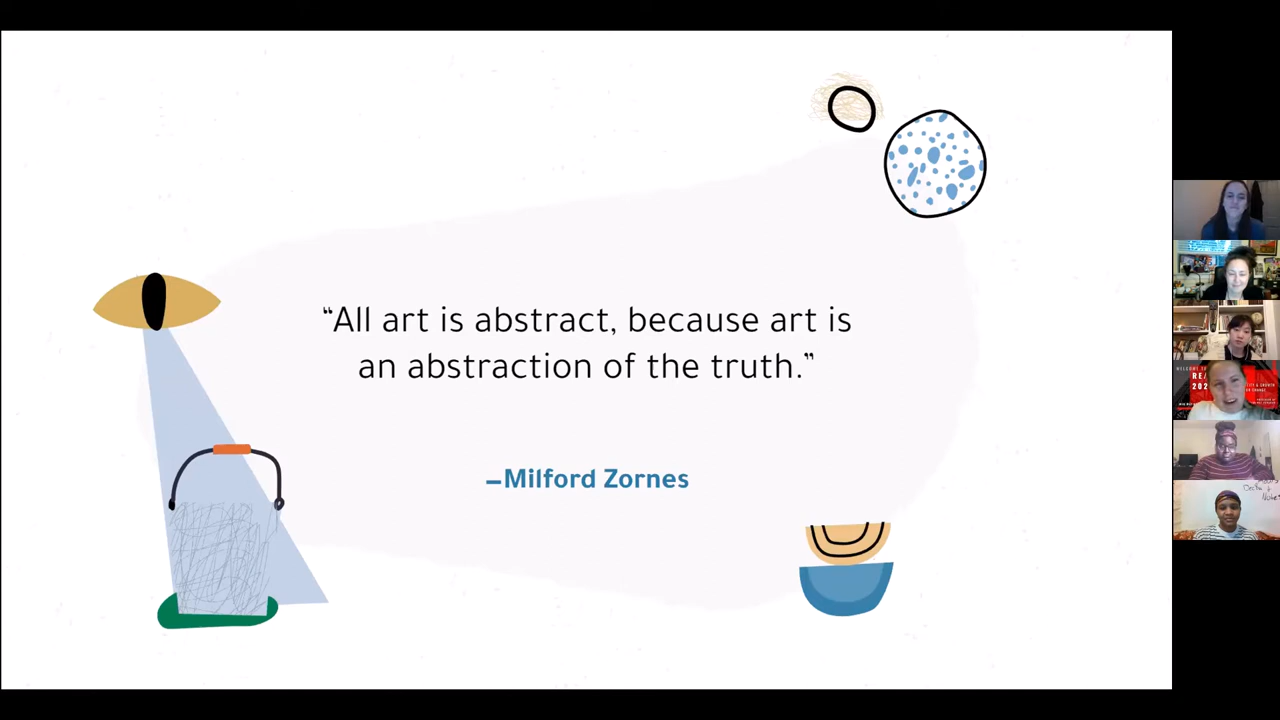 “All art is abstract, because art is
an abstraction of the truth.”
–Milford Zornes